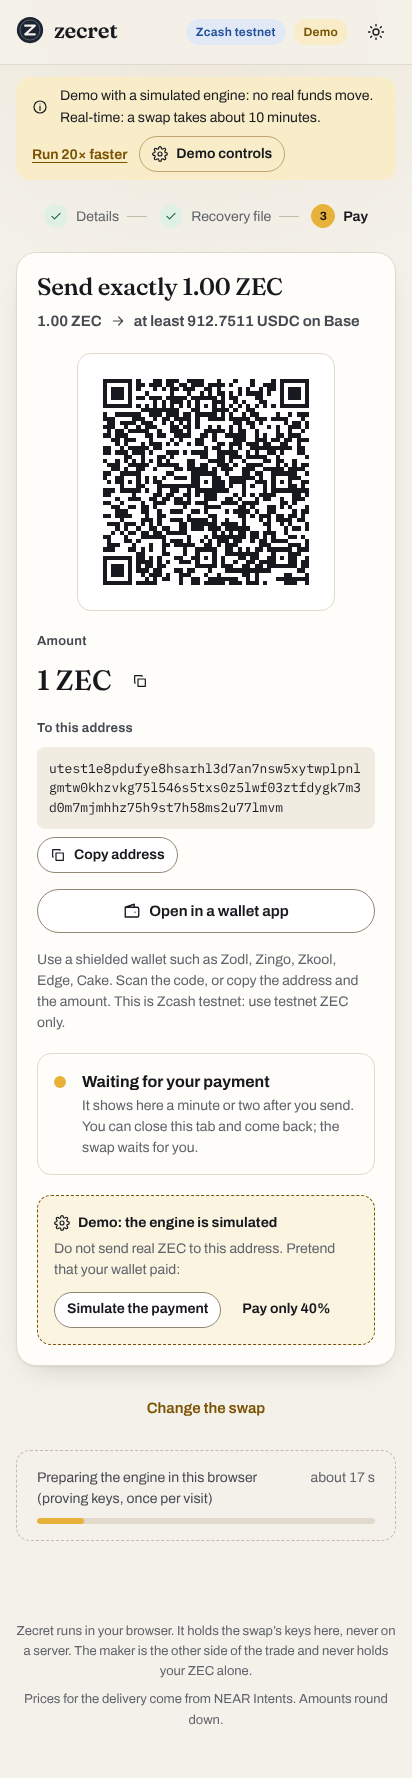 zecret
Zcash testnet
Demo
Demo with a simulated engine: no real funds move.
Real-time: a swap takes about 10 minutes.
Run 20× faster
Demo controls
Details
Recovery file
3
Pay
Send exactly 1.00 ZEC
1.00 ZEC → at least 912.7511 USDC on Base
Amount
1 ZEC
To this address
utest1e8pdufye8hsarhl3d7an7nsw5xytwplpnl
gmtw0khzvkg75l546s5txs0z5lwf03ztfdygk7m3
d0m7mjmhhz75h9st7h58ms2u77lmvm
Copy address
Open in a wallet app
Use a shielded wallet such as Zodl, Zingo, Zkool,
Edge, Cake. Scan the code, or copy the address and
the amount. This is Zcash testnet: use testnet ZEC
only.
Waiting for your payment
It shows here a minute or two after you send.
You can close this tab and come back; the
swap waits for you.
Demo: the engine is simulated
Do not send real ZEC to this address. Pretend
that your wallet paid:
Simulate the payment
Pay only 40%
Change the swap
Preparing the engine in this browser
(proving keys, once per visit)
about 17 s
Zecret runs in your browser. It holds the swap's keys here, never on
a server. The maker is the other side of the trade and never holds
your ZEC alone.
Prices for the delivery come from NEAR Intents. Amounts round
down.